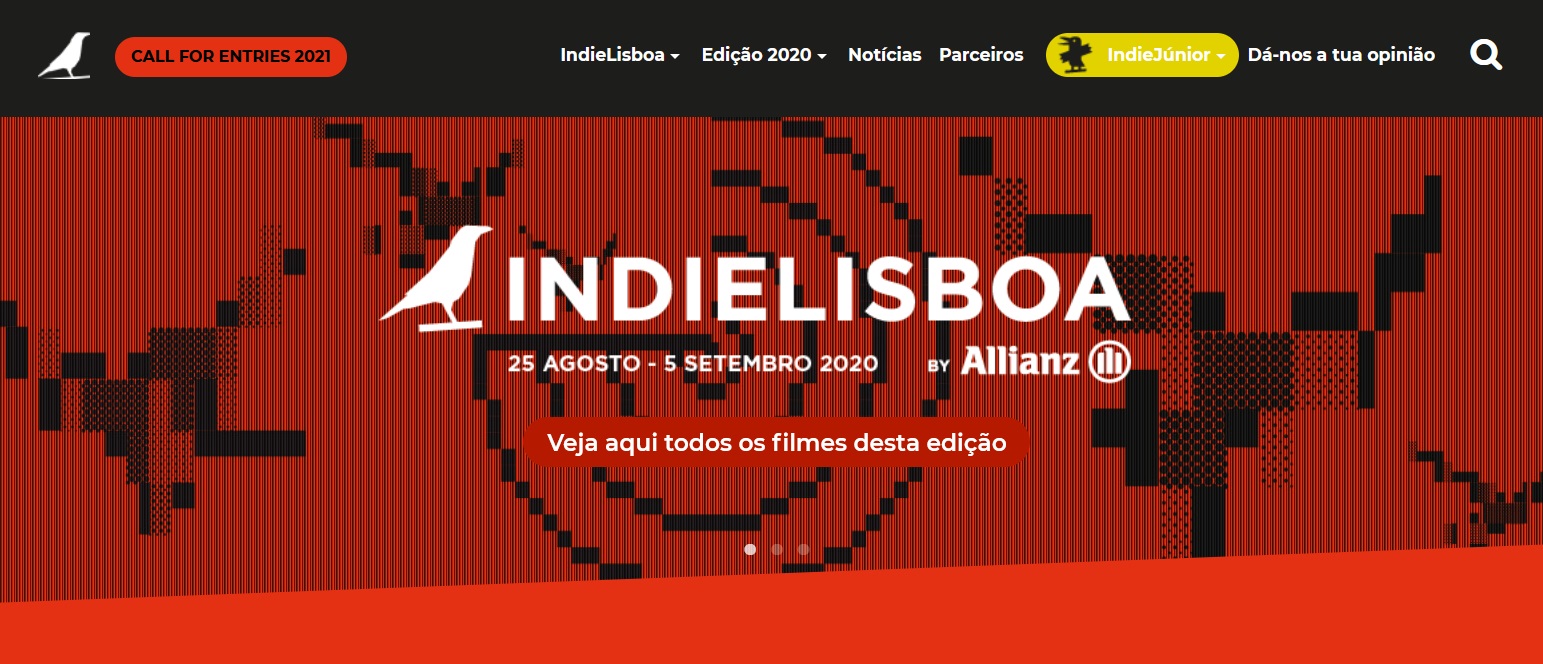 CALL FOR ENTRIES 2021
IndieLisboa
Edição 2020
Notícias
Parceiros
IndieJúnior
Dá-nos a tua opinião
INDIELISBOA
25 AGOSTO - 5 SETEMBRO 2020
BY Allianz
Veja aqui todos os filmes desta edição